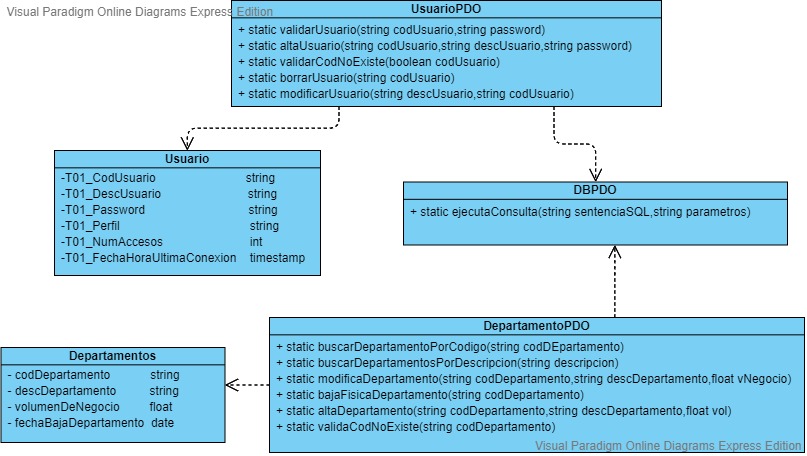 Visual Paradigm Online Diagrams Express Edition
UsuarioPDO
+ static validarUsuario(string codUsuario,string password)
+ static altaUsuario(string codUsuario,string descUsuario,string password)
+ static validarCodNoExiste(boolean codUsuario)
+ static borrarUsuario(string codUsuario)
+ static modificarUsuario(string descUsuario,string codUsuario)
Usuario
-T01_CodUsuario string
-T01_DescUsuario string
-T01_Password string
-T01_Perfil string
-T01_NumAccesos int
-T01_FechaHoraUltimaConexion timestamp
DBPDO
+ static ejecutaConsulta(string sentenciaSQL,string parametros)
DepartamentoPDO
+ static buscarDepartamentoPorCodigo(string codDEpartamento)
+ static buscarDepartamentosPorDescripcion(string descripcion)
+ static modificaDepartamento(string codDepartamento,string descDepartamento,float vNegocio)
+ static bajaFisicaDepartamento(string codDepartamento)
+ static altaDepartamento(string codDepartamento,string descDepartamento,float vol)
+ static validaCodNoExiste(string codDepartamento)
Departamentos
- codDepartamento string
- descDepartamento string
- volumenDeNegocio float
- fechaBajaDepartamento date
Visual Paradigm Online Diagrams Express Edition